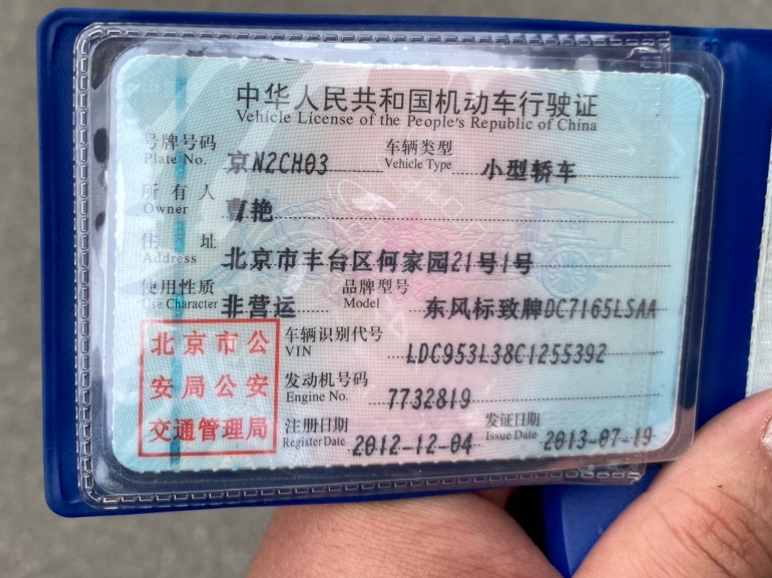 中华人民共和国机动车行驶证
Vehicle License of the People's Republic of China
号牌号码 京N2CH03 车辆类型 小型轿车
Plate No. Vehicle Type
所有人 曹艳
Owner
住址 北京市丰台区何家园21号1号
Address
使用性质 非营运 品牌型号 东风标致牌DC7165LSAA
Use Character Model
北京市公安局公安交通管理局
车辆识别代号 LDC953L38C1255392
VIN
发动机号码 7732819
Engine No.
注册日期 2012-12-04 发证日期 2013-07-19
Register Date Issue Date